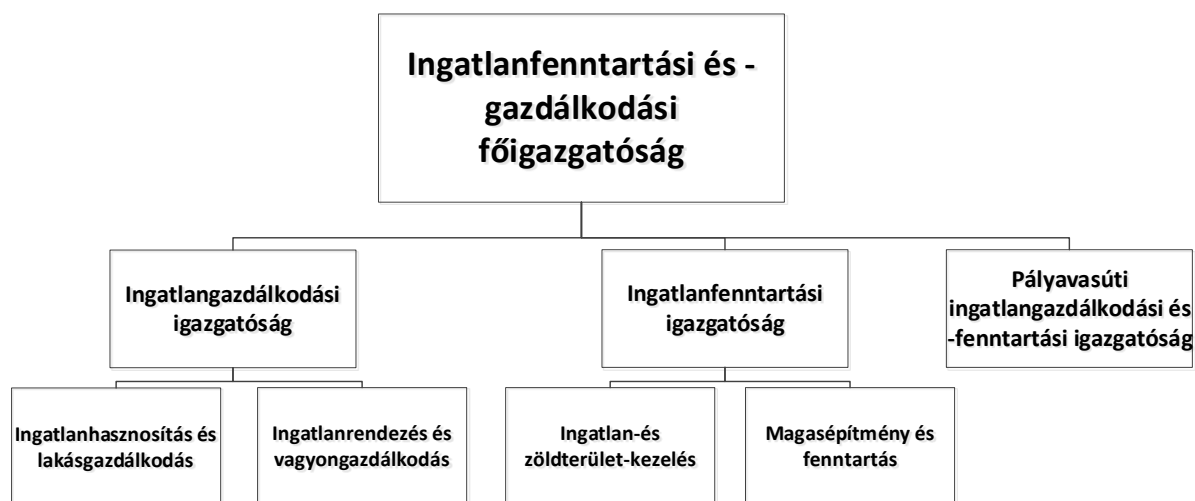 Ingatlanfenntartási és -
gazdálkodási
főigazgatóság
Ingatlangazdálkodási
igazgatóság
Ingatlanfenntartási
igazgatóság
Pályavasúti
ingatlangazdálkodási és
-fenntartási igazgatóság
Ingatlanhasznosítás és
lakásgazdálkodás
Ingatlanrendezés és
vagyongazdálkodás
Ingatlan-és
zöldterület-kezelés
Magasépítmény és
fenntartás